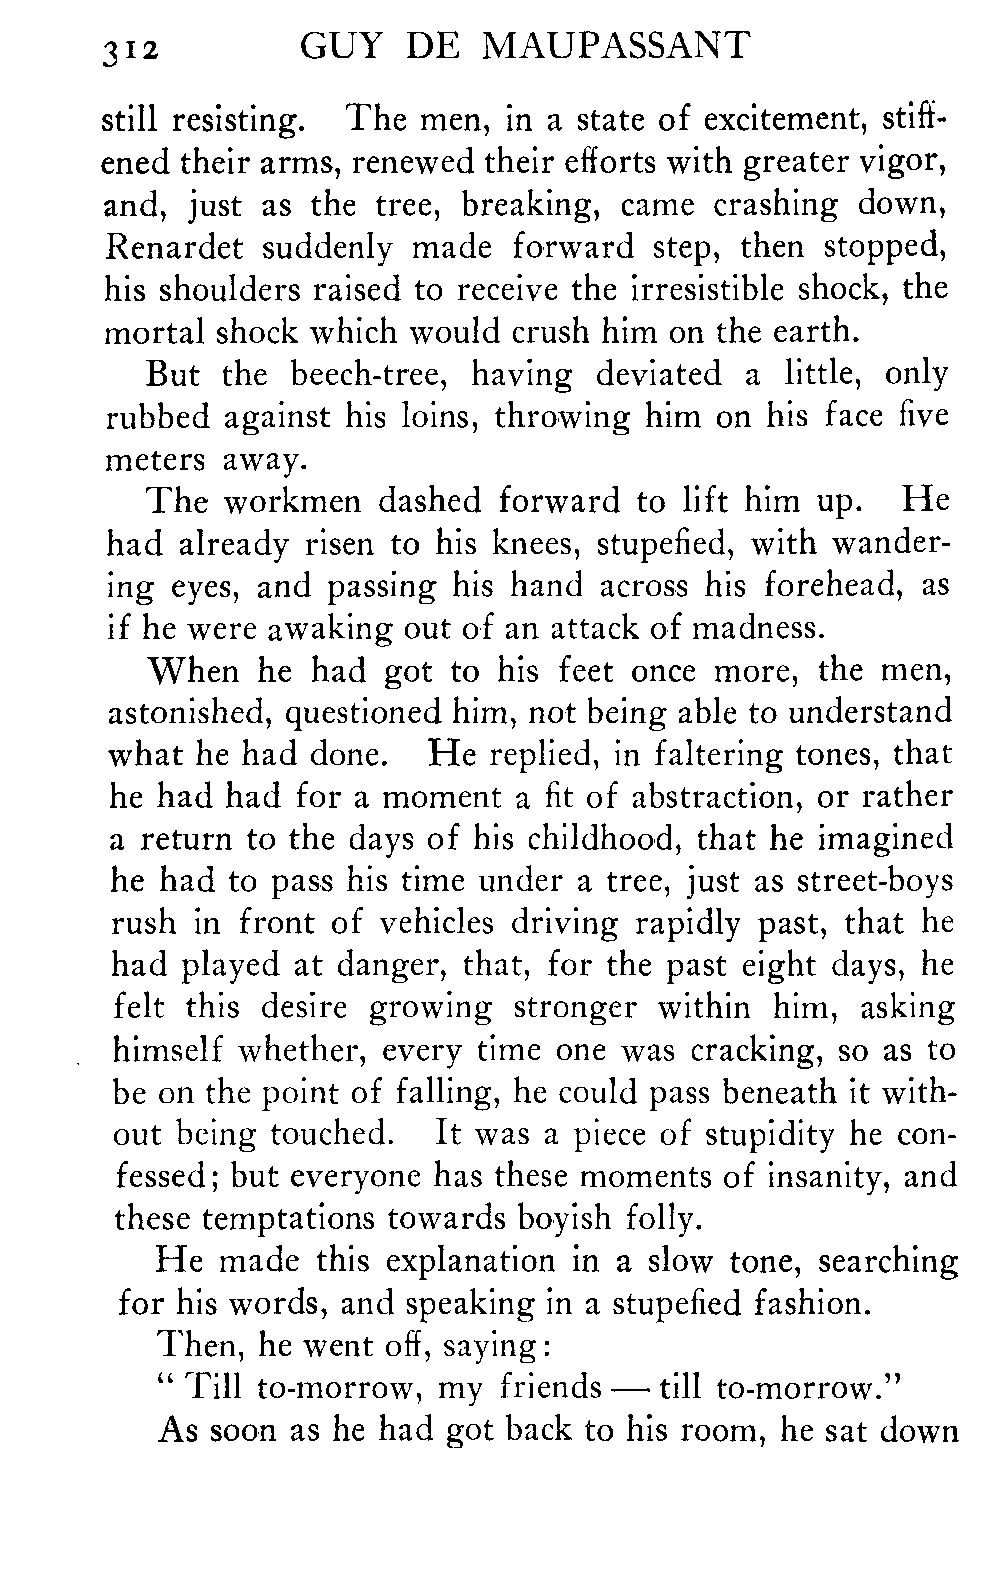 312 GUY DE MAUPASSANT
still resisting. The men, in a state of excitement, stiff-
ened their arms, renewed their efforts with greater vigor,
and, just as the tree, breaking, came crashing down,
Renardet suddenly made forward step, then stopped,
his shoulders raised to receive the irresistible shock, the
mortal shock which would crush him on the earth.
But the beech-tree, having deviated a little, only
rubbed against his loins, throwing him on his face five
meters away.
The workmen dashed forward to lift him up. He
had already risen to his knees, stupefied, with wander-
ing eyes, and passing his hand across his forehead, as
if he were awaking out of an attack of madness.
When he had got to his feet once more, the men,
astonished, questioned him, not being able to understand
what he had done. He replied, in faltering tones, that
he had had for a moment a fit of abstraction, or rather
a return to the days of his childhood, that he imagined
he had to pass his time under a tree, just as street-boys
rush in front of vehicles driving rapidly past, that he
had played at danger, that, for the past eight days, he
felt this desire growing stronger within him, asking
himself whether, every time one was cracking, so as to
be on the point of falling, he could pass beneath it with-
out being touched. It was a piece of stupidity he con-
fessed; but everyone has these moments of insanity, and
these temptations towards boyish folly.
He made this explanation in a slow tone, searching
for his words, and speaking in a stupefied fashion.
Then, he went off, saying:
" Till to-morrow, my friends — till to-morrow."
As soon as he had got back to his room, he sat down